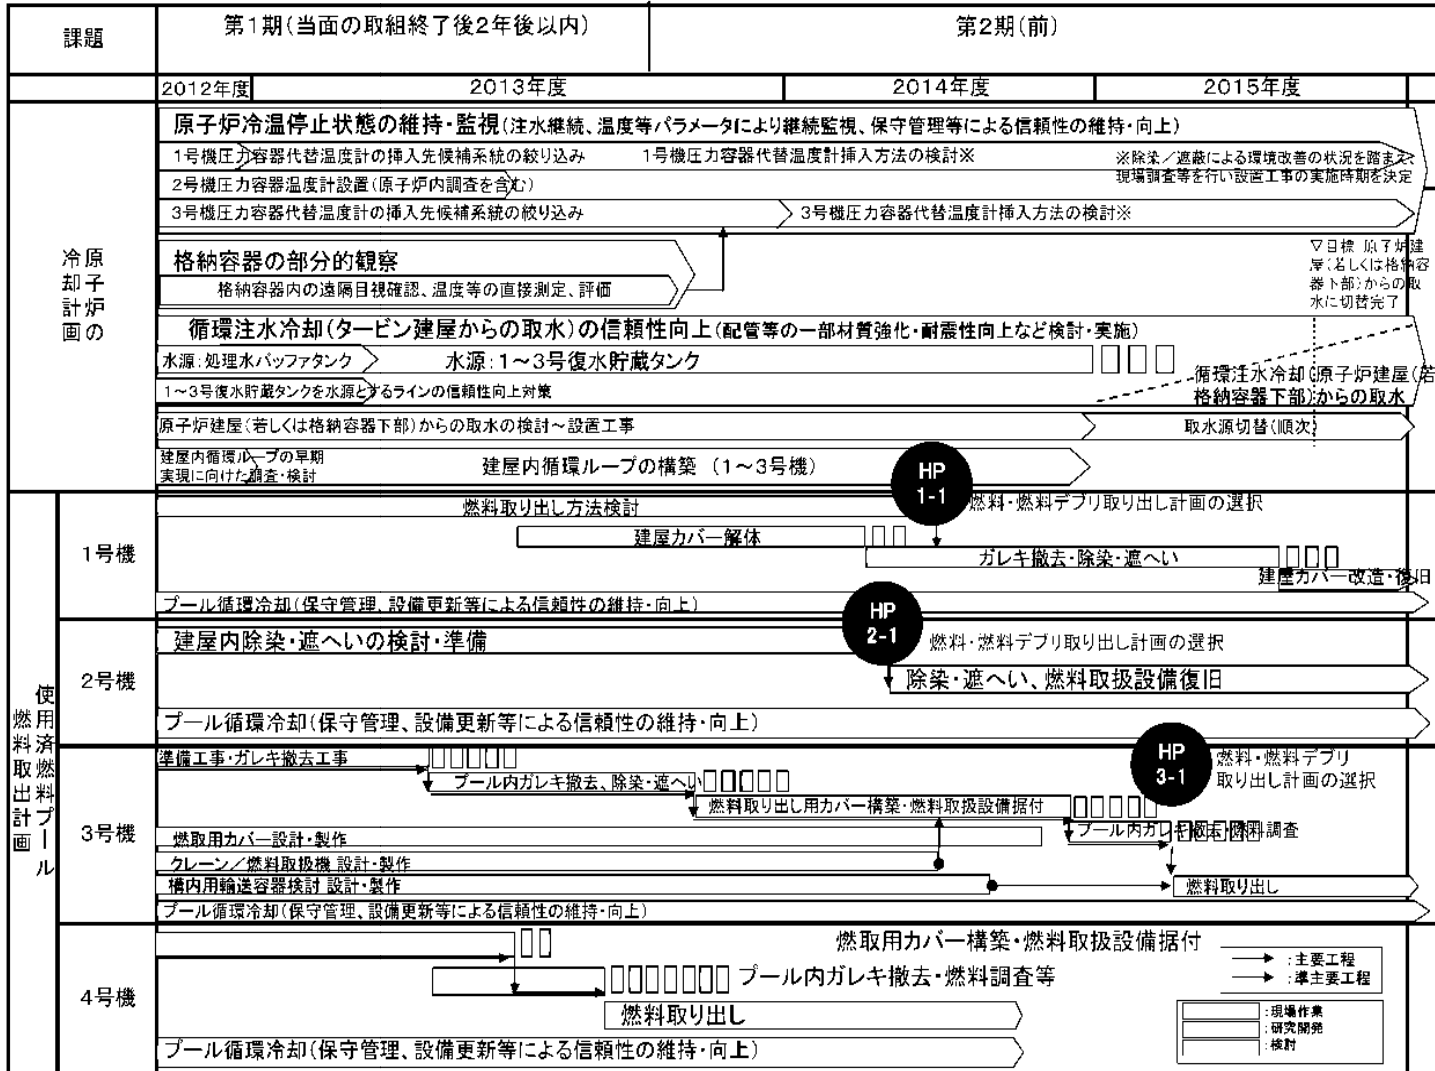 課題
第1期(当面の取組終了後2年後以内)
第2期(前)
2012年度
2013年度
2014年度
2015年度
原子炉の
冷却計画
原子炉冷温停止状態の維持・監視(注水継続、温度等パラメータにより継続監視、保守管理等による信頼性の維持・向上)
1号機圧力容器代替温度計の挿入先候補系統の絞り込み
1号機圧力容器代替温度計挿入方法の検討※
※除染/遮蔽による環境改善の状況を踏まえ、
現場調査等を行い設置工事の実施時期を決定
2号機圧力容器温度計設置(原子炉内調査を含む)
3号機圧力容器代替温度計の挿入先候補系統の絞り込み
3号機圧力容器代替温度計挿入方法の検討※
格納容器の部分的観察
格納容器内の遠隔目視確認、温度等の直接測定、評価
▽目標 原子炉建
屋(若しくは格納容
器下部)からの取
水に切替完了
循環注水冷却(タービン建屋からの取水)の信頼性向上(配管等の一部材質強化・耐震性向上など検討・実施)
水源:処理水バッファタンク
水源:1~3号復水貯蔵タンク
1~3号復水貯蔵タンクを水源とするラインの信頼性向上対策
循環注水冷却(原子炉建屋(若
格納容器下部)からの取水
原子炉建屋(若しくは格納容器下部)からの取水の検討~設置工事
取水源切替(順次)
建屋内循環ループの早期
実現に向けた調査・検討
建屋内循環ループの構築 (1~3号機)
使用済燃料プール
燃料取出計画
1号機
燃料取り出し方法検討
HP
1-1
燃料・燃料デブリ取り出し計画の選択
建屋カバー解体
ガレキ撤去・除染・遮へい
建屋カバー改造・復旧
プール循環冷却(保守管理、設備更新等による信頼性の維持・向上)
2号機
建屋内除染・遮へいの検討・準備
HP
2-1
燃料・燃料デブリ取り出し計画の選択
除染・遮へい、燃料取扱設備復旧
プール循環冷却(保守管理、設備更新等による信頼性の維持・向上)
3号機
準備工事・ガレキ撤去工事
プール内ガレキ撤去、除染・遮へい
HP
3-1
燃料・燃料デブリ
取り出し計画の選択
燃料取り出し用カバー構築・燃料取扱設備据付
プール内ガレキ撤去・燃料調査
燃取用カバー設計・製作
クレーン/燃料取扱機 設計・製作
構内用輸送容器検討 設計・製作
燃料取り出し
プール循環冷却(保守管理、設備更新等による信頼性の維持・向上)
4号機
燃取用カバー構築・燃料取扱設備据付
プール内ガレキ撤去・燃料調査等
燃料取り出し
プール循環冷却(保守管理、設備更新等による信頼性の維持・向上)
:主要工程
:準主要工程
:現場作業
:研究開発
:検討